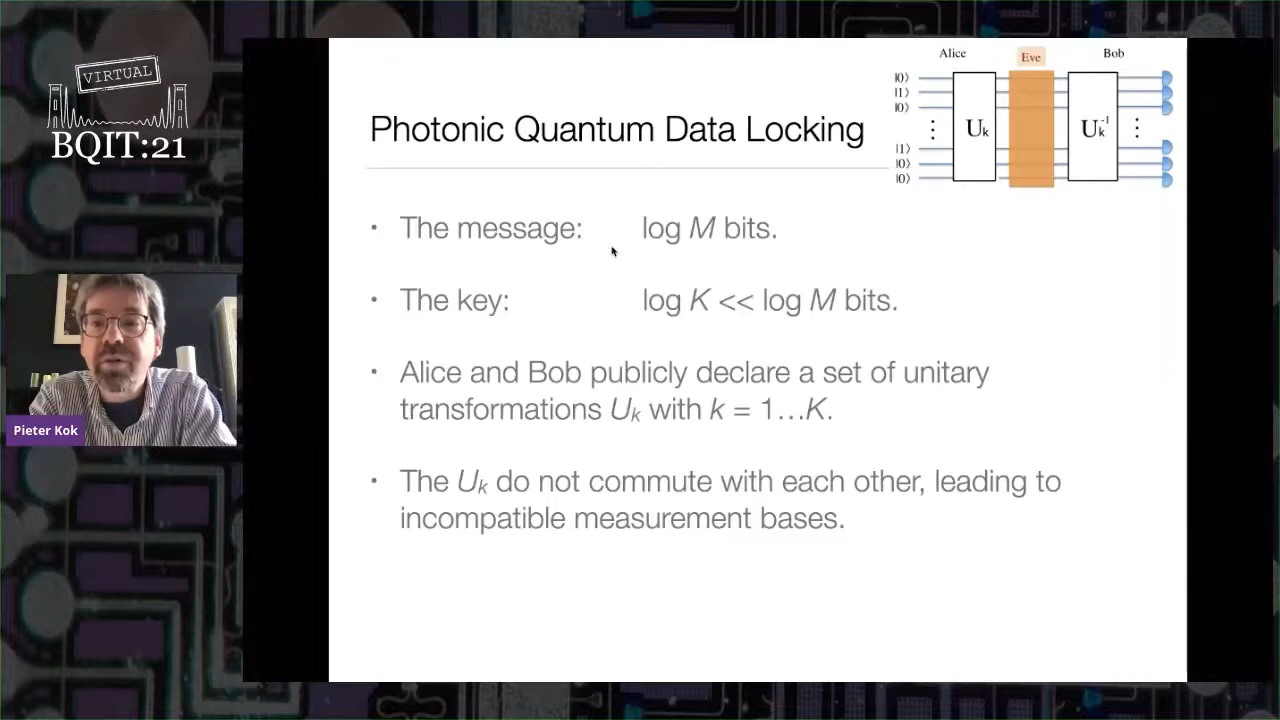 VIRTUAL
BQIT:21
Pieter Kok
Photonic Quantum Data Locking
Alice
Eve
Bob
|0⟩
|1⟩
|0⟩
⋮
|1⟩
|0⟩
|0⟩
Uk
Uk⁻¹
⋮
• The message: log M bits.
• The key: log K << log M bits.
• Alice and Bob publicly declare a set of unitary
transformations Uk with k = 1…K.
• The Uk do not commute with each other, leading to
incompatible measurement bases.